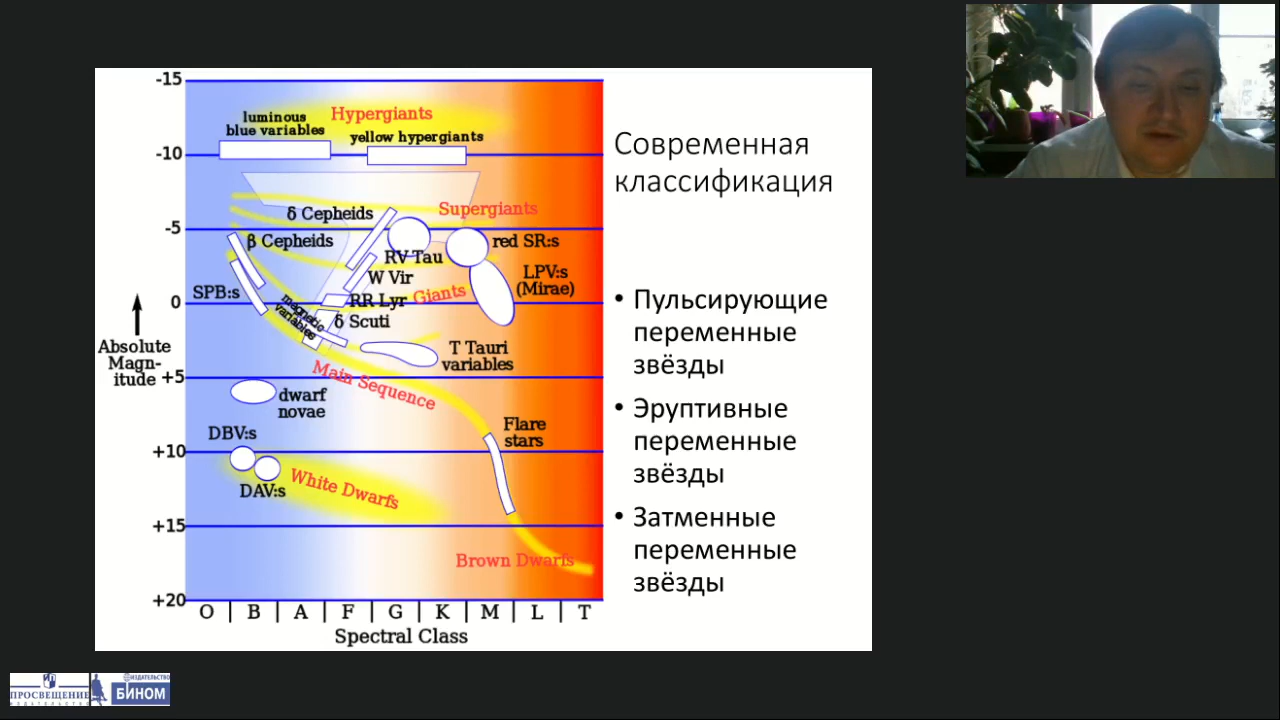 -15
Hypergiants
luminous
blue variables
yellow hypergiants
-10
Supergiants
δ Cepheids
-5
β Cepheids
red SR:s
RV Tau
W Vir
LPV:s
(Mirae)
SPB:s
0
RR Lyr
Giants
magnetic
variables
δ Scuti
Absolute
Magn-
itude
+5
T Tauri
variables
Main Sequence
dwarf
novae
Flare
stars
DBV:s
+10
White Dwarfs
DAV:s
+15
Brown Dwarfs
+20
O | B | A | F | G | K | M | L | T
Spectral Class
Современная
классификация
• Пульсирующие
переменные
звёзды
• Эруптивные
переменные
звёзды
• Затменные
переменные
звёзды
ПРОСВЕЩЕНИЕ
ИЗДАТЕЛЬСТВО
ИЗДАТЕЛЬСТВО
БИНОМ